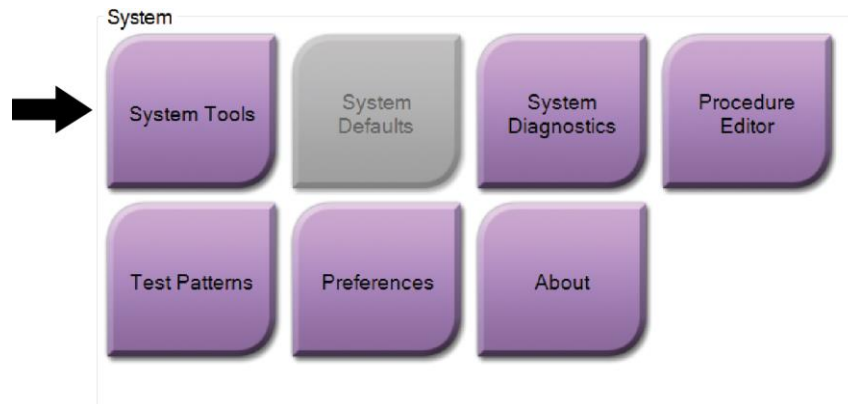 System
System Tools
System
Defaults
System
Diagnostics
Procedure
Editor
Test Patterns
Preferences
About